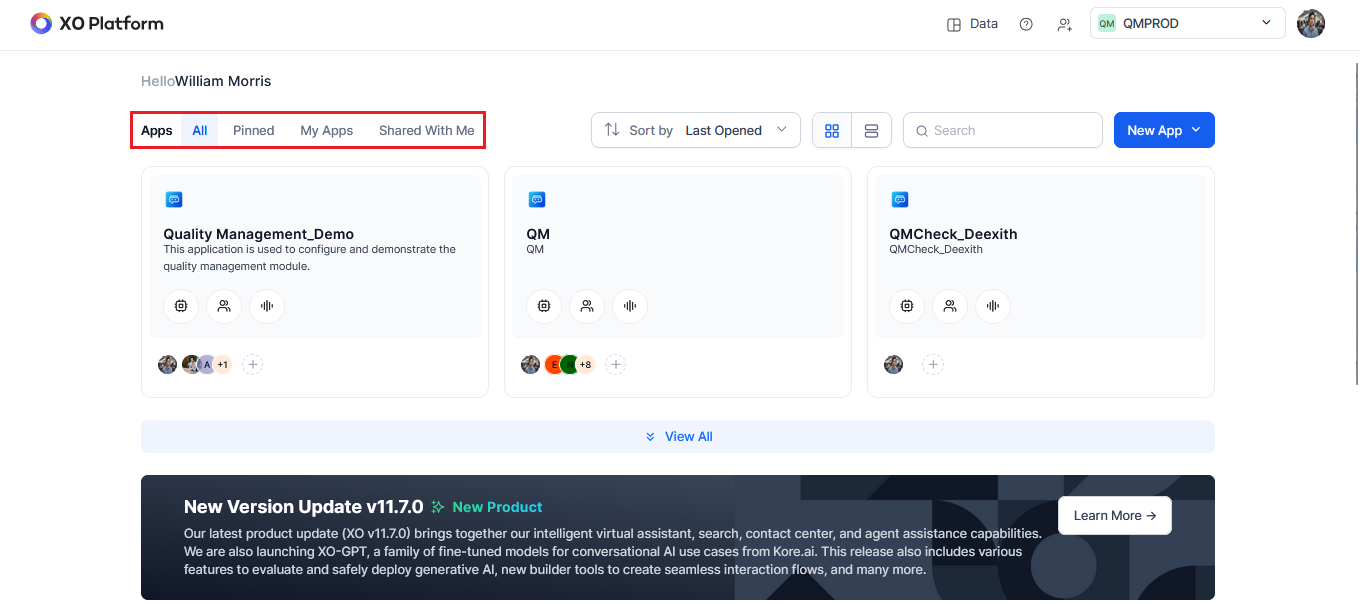 XO Platform
Data
QM QMPROD
HelloWilliam Morris
Apps All Pinned My Apps Shared With Me
Sort by Last Opened
Search
New App
Quality Management_Demo
This application is used to configure and demonstrate the
quality management module.
A +1
QM
QM
E N +8
QMCheck_Deexith
QMCheck_Deexith
View All
New Version Update v11.7.0 New Product
Our latest product update (XO v11.7.0) brings together our intelligent virtual assistant, search, contact center, and agent assistance capabilities.
We are also launching XO-GPT, a family of fine-tuned models for conversational AI use cases from Kore.ai. This release also includes various
features to evaluate and safely deploy generative AI, new builder tools to create seamless interaction flows, and many more.
Learn More →